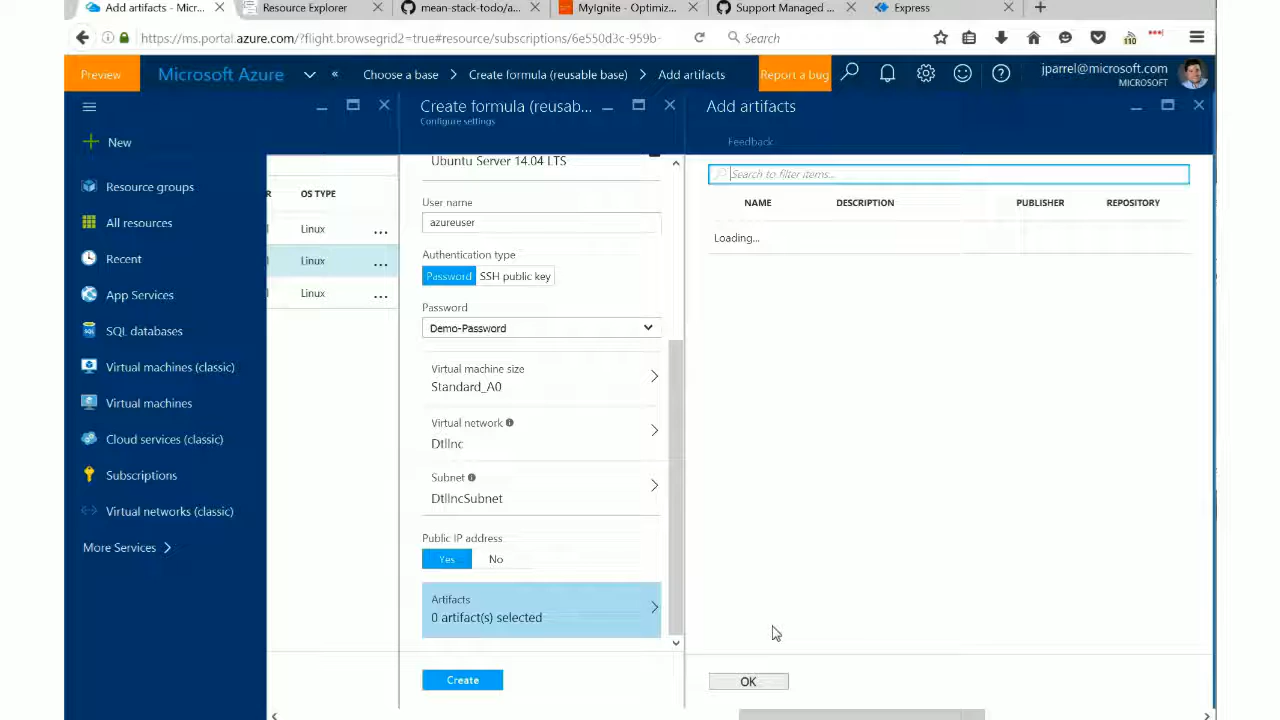 Add artifacts - Micr...
Resource Explorer
mean-stack-todo/a...
MyIgnite - Optimiz...
Support Managed ...
Express
https://ms.portal.azure.com/?flight.browsegrid2=true#resource/subscriptions/6e550d3c-959b-
Search
110
Preview
Microsoft Azure
Choose a base
Create formula (reusable base)
Add artifacts
Report a bug
jparrel@microsoft.com
MICROSOFT
New
Resource groups
All resources
Recent
App Services
SQL databases
Virtual machines (classic)
Virtual machines
Cloud services (classic)
Subscriptions
Virtual networks (classic)
More Services
OS TYPE
Linux
...
Linux
...
Linux
...
Create formula (reusab...
Configure settings
Ubuntu Server 14.04 LTS
User name
azureuser
Authentication type
Password
SSH public key
Password
Demo-Password
Virtual machine size
Standard_A0
Virtual network
DtlInc
Subnet
DtlIncSubnet
Public IP address
Yes
No
Artifacts
0 artifact(s) selected
Create
Add artifacts
Feedback
Search to filter items...
NAME
DESCRIPTION
PUBLISHER
REPOSITORY
Loading...
OK